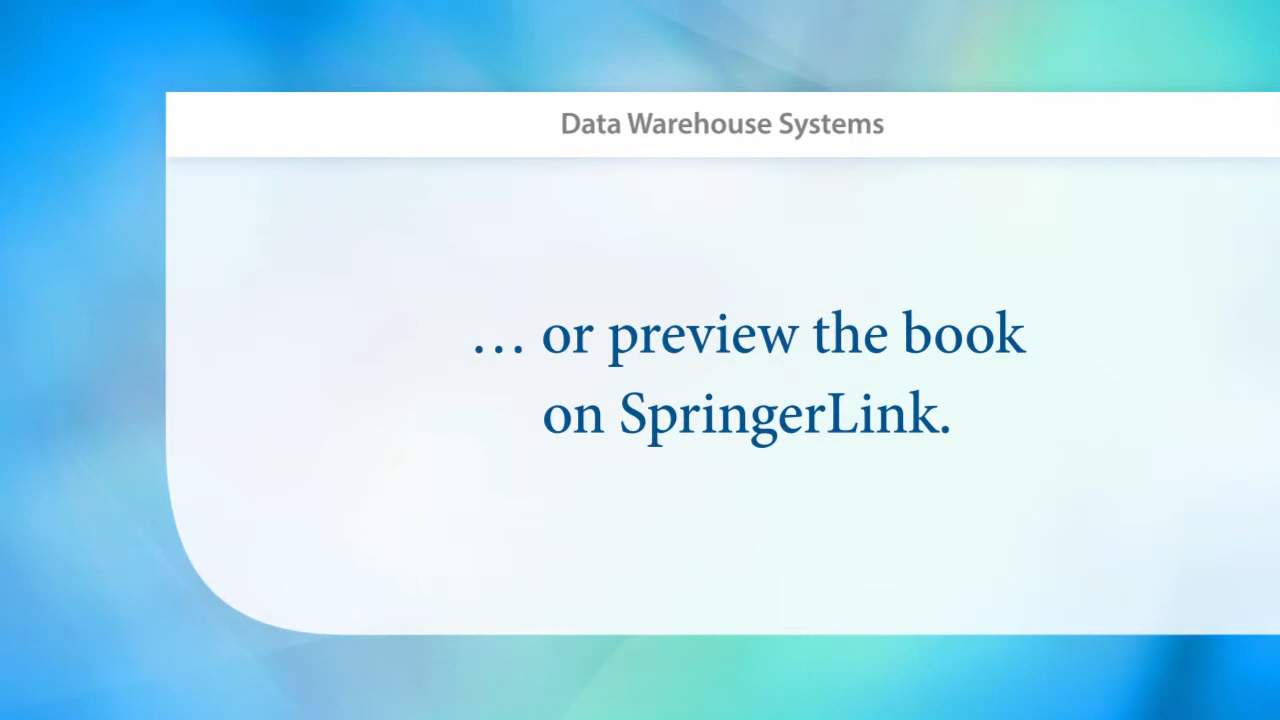 Data Warehouse Systems
… or preview the book
on SpringerLink.